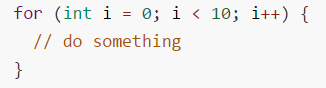 for (int i = 0; i < 10; i++) {
  // do something
}